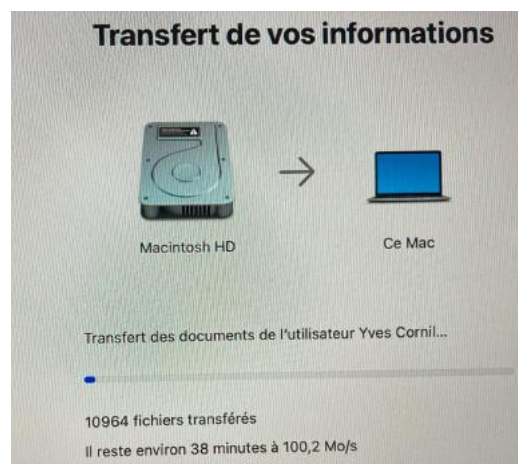 Transfert de vos informations
Macintosh HD
Ce Mac
Transfert des documents de l'utilisateur Yves Cornil...
10964 fichiers transférés
Il reste environ 38 minutes à 100,2 Mo/s